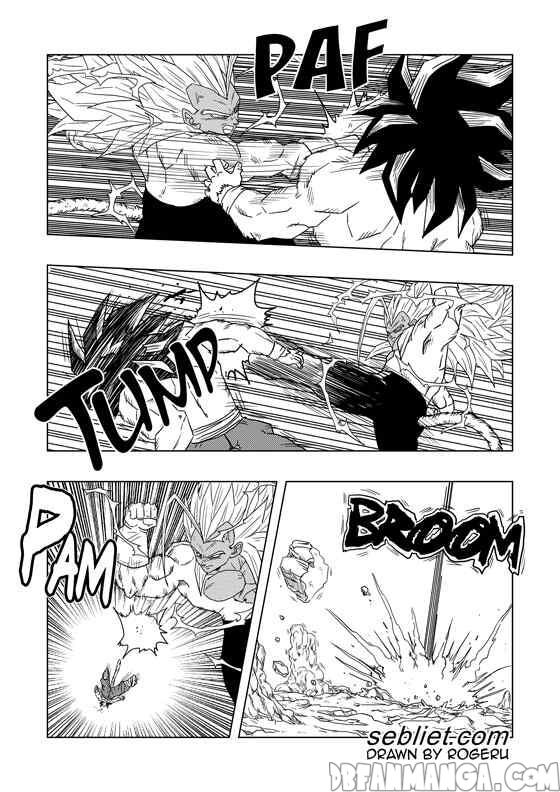 PAF
TUMP
PAM
BROOM
sebliet.com
DRAWN BY ROGERU
DBFANMANGA.COM